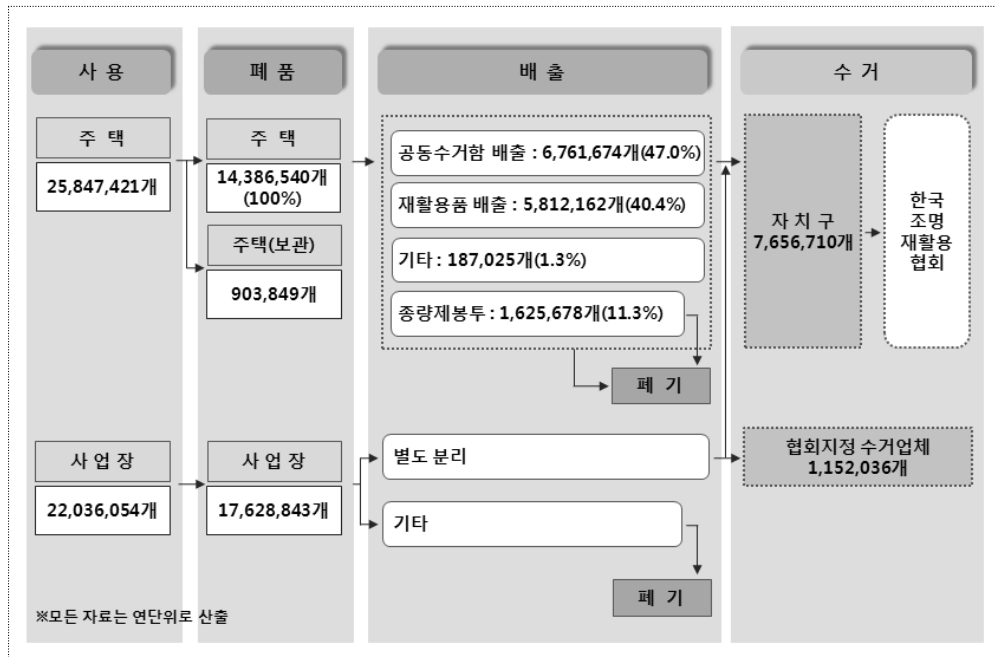 사 용
폐 품
배 출
수 거
주 택
25,847,421개
주 택
14,386,540개
(100%)
주택(보관)
903,849개
공동수거함 배출 : 6,761,674개(47.0%)
재활용품 배출 : 5,812,162개(40.4%)
기타 : 187,025개(1.3%)
종량제봉투 : 1,625,678개(11.3%)
폐 기
자 치 구
7,656,710개
한국
조명
재활용
협회
사 업 장
22,036,054개
사 업 장
17,628,843개
별도 분리
기타
폐 기
협회지정 수거업체
1,152,036개
※모든 자료는 연단위로 산출